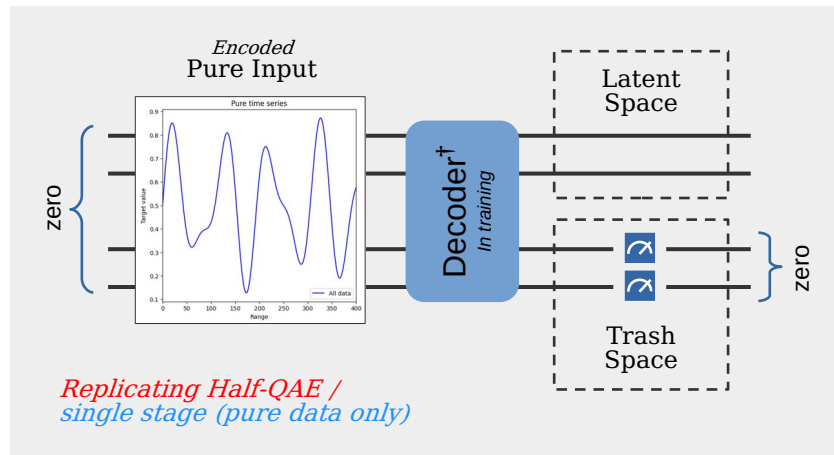 Encoded
Pure Input
zero
Pure time series
Target value
0.9
0.8
0.7
0.6
0.5
0.4
0.3
0.2
0.1
0
50
100
150
200
250
300
350
400
Range
All data
Decoder†
In training
Latent
Space
Trash
Space
zero
Replicating Half-QAE /
single stage (pure data only)